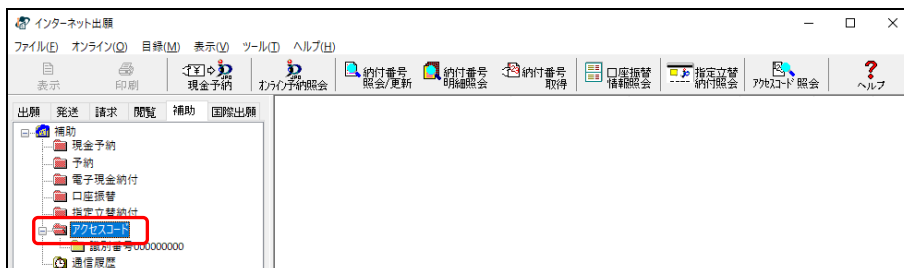 インターネット出願
ファイル(F) オンライン(O) 目録(M) 表示(V) ツール(T) ヘルプ(H)
表示 印刷 現金予納 オンライン予納照会 納付番号照会/更新 納付番号明細照会 納付番号取得 口座振替情報照会 指定立替納付照会 アクセスコード照会 ヘルプ
出願 発送 請求 閲覧 補助 国際出願
補助
現金予納
予納
電子現金納付
口座振替
指定立替納付
アクセスコード
識別番号000000000
通信履歴